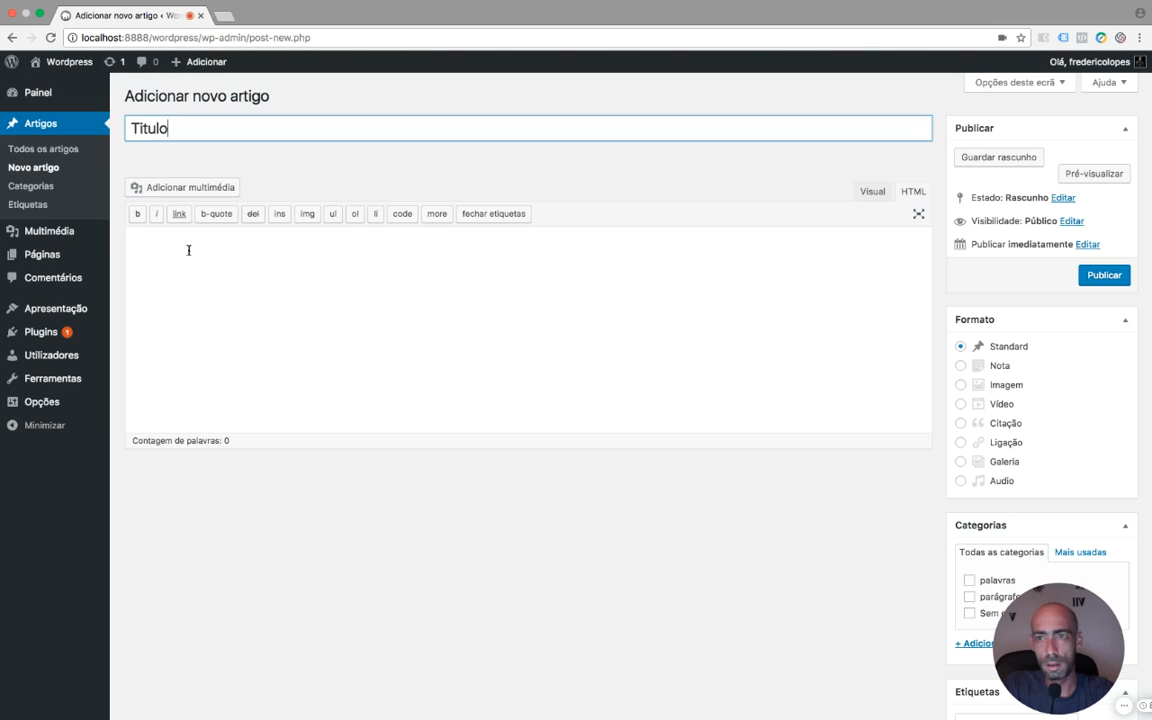 Adicionar novo artigo ‹ Wor
localhost:8888/wordpress/wp-admin/post-new.php
Wordpress 1 0 Adicionar
Olá, fredericolopes
Opções deste ecrã Ajuda
Painel
Artigos
Todos os artigos
Novo artigo
Categorias
Etiquetas
Multimédia
Páginas
Comentários
Apresentação
Plugins 1
Utilizadores
Ferramentas
Opções
Minimizar
Adicionar novo artigo
Titulo
Adicionar multimédia
Visual HTML
b i link b-quote del ins img ul ol li code more fechar etiquetas
Contagem de palavras: 0
Publicar
Guardar rascunho
Pré-visualizar
Estado: Rascunho Editar
Visibilidade: Público Editar
Publicar imediatamente Editar
Publicar
Formato
Standard
Nota
Imagem
Vídeo
Citação
Ligação
Galeria
Audio
Categorias
Todas as categorias Mais usadas
palavras
parágrafo
Sem
+ Adicio
Etiquetas